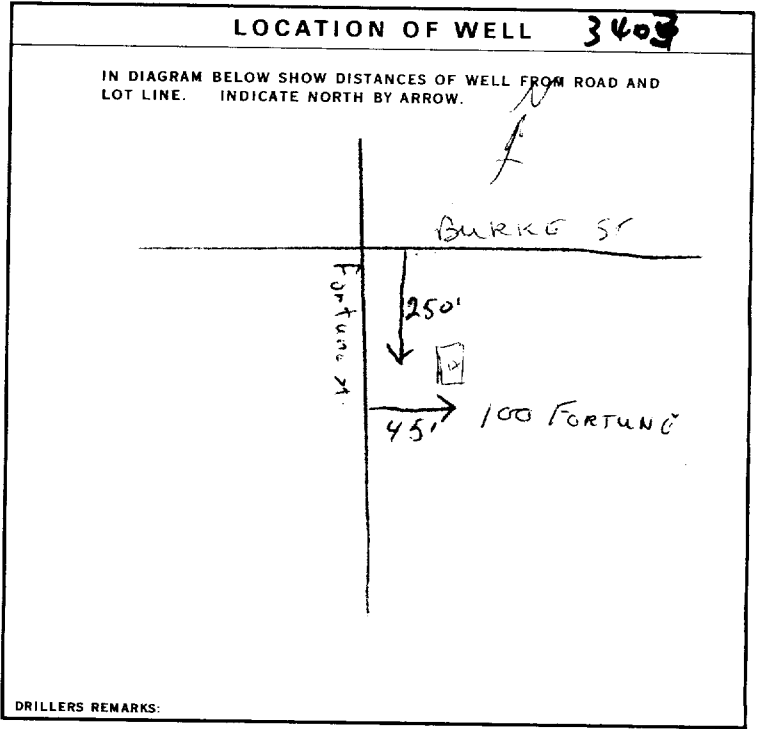 LOCATION OF WELL
IN DIAGRAM BELOW SHOW DISTANCES OF WELL FROM ROAD AND
LOT LINE. INDICATE NORTH BY ARROW.
N
BURKE ST
Fortune St.
250'
45'
100 FORTUNE
DRILLERS REMARKS: